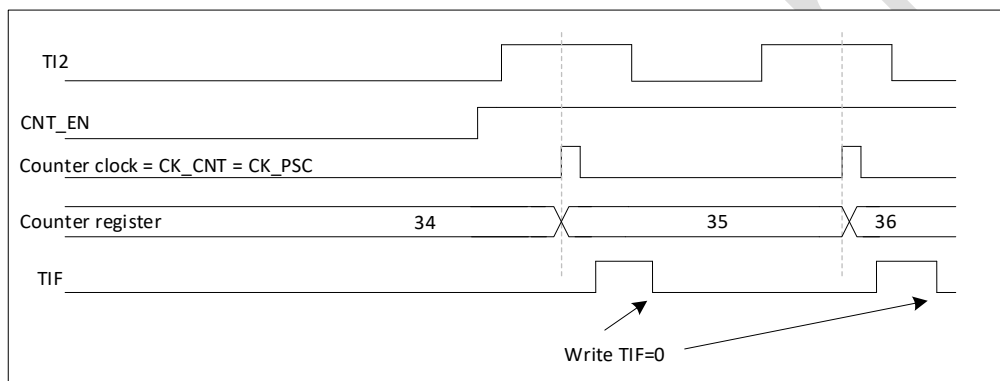 TI2
CNT_EN
Counter clock = CK_CNT = CK_PSC
Counter register 34 35 36
TIF
Write TIF=0